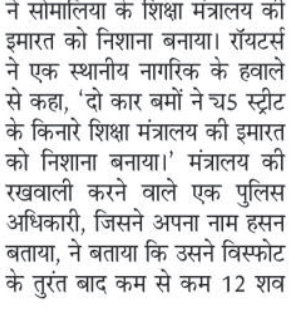 ने सोमालिया के शिक्षा मंत्रालय की
इमारत को निशाना बनाया। रॉयटर्स
ने एक स्थानीय नागरिक के हवाले
से कहा, ‘दो कार बमों ने च5 स्ट्रीट
के किनारे शिक्षा मंत्रालय की इमारत
को निशाना बनाया।’ मंत्रालय की
रखवाली करने वाले एक पुलिस
अधिकारी, जिसने अपना नाम हसन
बताया, ने बताया कि उसने विस्फोट
के तुरंत बाद कम से कम 12 शव